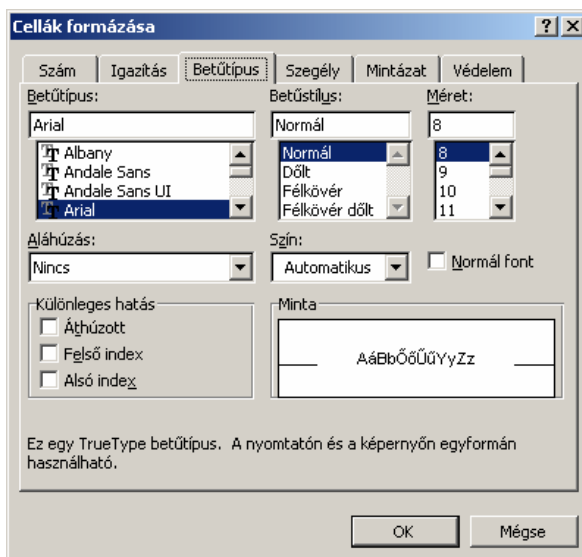 Cellák formázása
Szám Igazítás Betűtípus Szegély Mintázat Védelem
Betűtípus: Betűstílus: Méret:
Arial Normál 8
Albany Normál 8
Andale Sans Dőlt 9
Andale Sans UI Félkövér 10
Arial Félkövér dőlt 11
Aláhúzás: Szín:
Nincs Automatikus Normál font
Különleges hatás Minta
Áthúzott
Felső index AáBbŐőŰűYyZz
Alsó index
Ez egy TrueType betűtípus. A nyomtatón és a képernyőn egyformán
használható.
OK Mégse